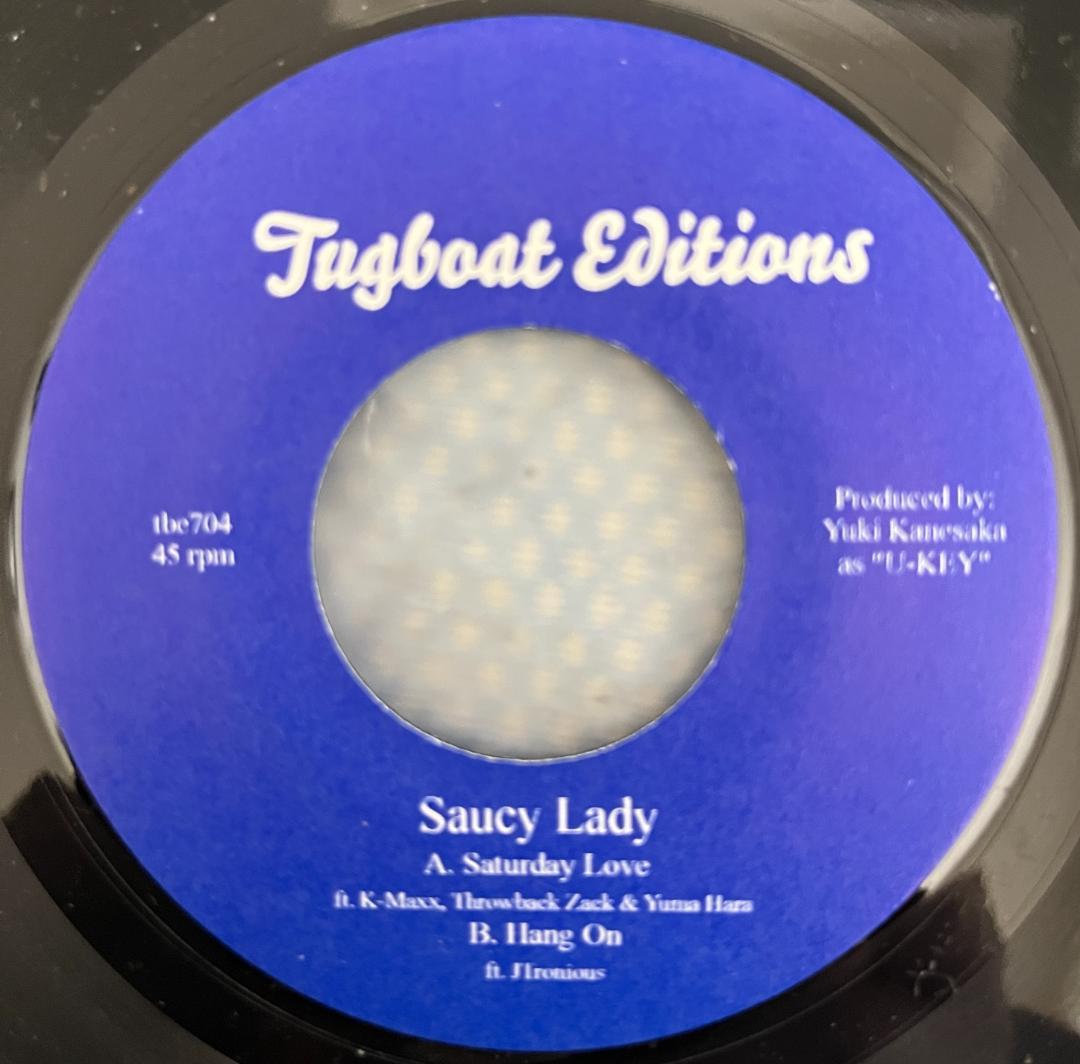 Tugboat Editions
tbe704
45 rpm
Produced by:
Yuki Kanesaka
as "U-KEY"
Saucy Lady
A. Saturday Love
ft. K-Maxx, Throwback Zack & Yuma Hara
B. Hang On
ft. J'Tronious